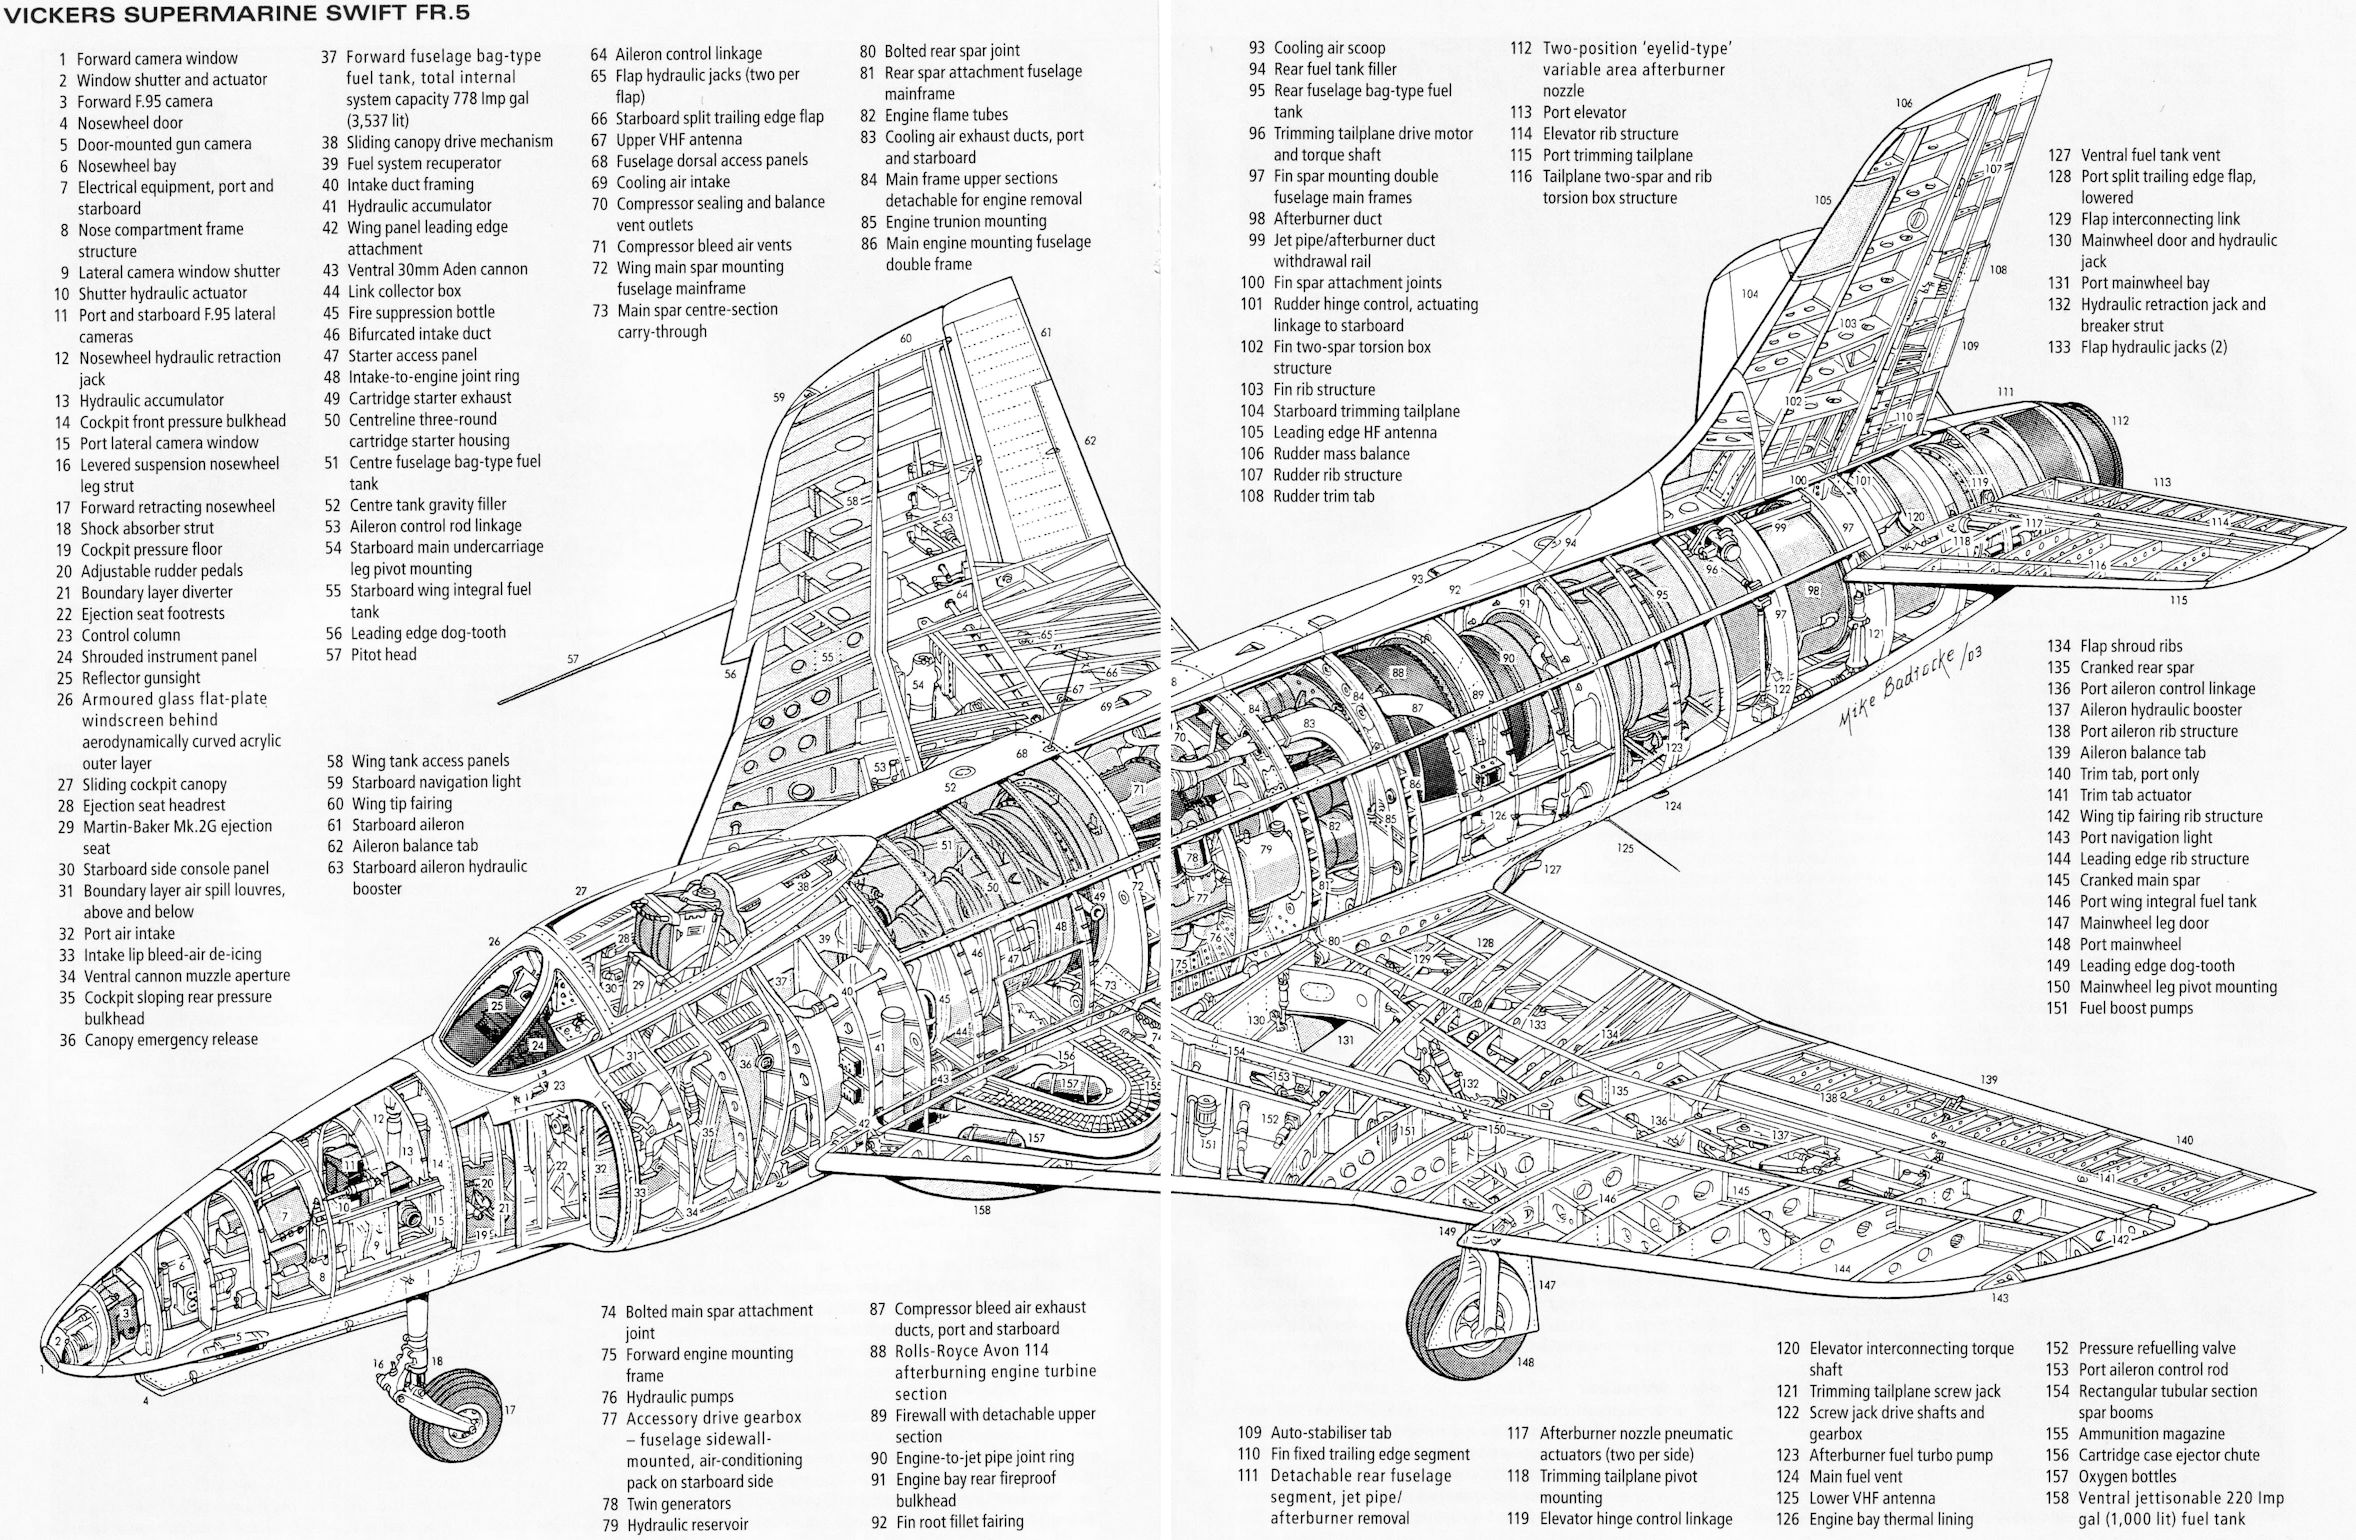 VICKERS SUPERMARINE SWIFT FR.5
1 Forward camera window
2 Window shutter and actuator
3 Forward F.95 camera
4 Nosewheel door
5 Door-mounted gun camera
6 Nosewheel bay
7 Electrical equipment, port and
starboard
8 Nose compartment frame
structure
9 Lateral camera window shutter
10 Shutter hydraulic actuator
11 Port and starboard F.95 lateral
cameras
12 Nosewheel hydraulic retraction
jack
13 Hydraulic accumulator
14 Cockpit front pressure bulkhead
15 Port lateral camera window
16 Levered suspension nosewheel
leg strut
17 Forward retracting nosewheel
18 Shock absorber strut
19 Cockpit pressure floor
20 Adjustable rudder pedals
21 Boundary layer diverter
22 Ejection seat footrests
23 Control column
24 Shrouded instrument panel
25 Reflector gunsight
26 Armoured glass flat-plate
windscreen behind
aerodynamically curved acrylic
outer layer
27 Sliding cockpit canopy
28 Ejection seat headrest
29 Martin-Baker Mk.2G ejection
seat
30 Starboard side console panel
31 Boundary layer air spill louvres,
above and below
32 Port air intake
33 Intake lip bleed-air de-icing
34 Ventral cannon muzzle aperture
35 Cockpit sloping rear pressure
bulkhead
36 Canopy emergency release
37 Forward fuselage bag-type
fuel tank, total internal
system capacity 778 Imp gal
(3,537 lit)
38 Sliding canopy drive mechanism
39 Fuel system recuperator
40 Intake duct framing
41 Hydraulic accumulator
42 Wing panel leading edge
attachment
43 Ventral 30mm Aden cannon
44 Link collector box
45 Fire suppression bottle
46 Bifurcated intake duct
47 Starter access panel
48 Intake-to-engine joint ring
49 Cartridge starter exhaust
50 Centreline three-round
cartridge starter housing
51 Centre fuselage bag-type fuel
tank
52 Centre tank gravity filler
53 Aileron control rod linkage
54 Starboard main undercarriage
leg pivot mounting
55 Starboard wing integral fuel
tank
56 Leading edge dog-tooth
57 Pitot head
58 Wing tank access panels
59 Starboard navigation light
60 Wing tip fairing
61 Starboard aileron
62 Aileron balance tab
63 Starboard aileron hydraulic
booster
64 Aileron control linkage
65 Flap hydraulic jacks (two per
flap)
66 Starboard split trailing edge flap
67 Upper VHF antenna
68 Fuselage dorsal access panels
69 Cooling air intake
70 Compressor sealing and balance
vent outlets
71 Compressor bleed air vents
72 Wing main spar mounting
fuselage mainframe
73 Main spar centre-section
carry-through
74 Bolted main spar attachment
joint
75 Forward engine mounting
frame
76 Hydraulic pumps
77 Accessory drive gearbox
– fuselage sidewall-
mounted, air-conditioning
pack on starboard side
78 Twin generators
79 Hydraulic reservoir
80 Bolted rear spar joint
81 Rear spar attachment fuselage
mainframe
82 Engine flame tubes
83 Cooling air exhaust ducts, port
and starboard
84 Main frame upper sections
detachable for engine removal
85 Engine trunion mounting
86 Main engine mounting fuselage
double frame
87 Compressor bleed air exhaust
ducts, port and starboard
88 Rolls-Royce Avon 114
afterburning engine turbine
section
89 Firewall with detachable upper
section
90 Engine-to-jet pipe joint ring
91 Engine bay rear fireproof
bulkhead
92 Fin root fillet fairing
93 Cooling air scoop
94 Rear fuel tank filler
95 Rear fuselage bag-type fuel
tank
96 Trimming tailplane drive motor
and torque shaft
97 Fin spar mounting double
fuselage main frames
98 Afterburner duct
99 Jet pipe/afterburner duct
withdrawal rail
100 Fin spar attachment joints
101 Rudder hinge control, actuating
linkage to starboard
102 Fin two-spar torsion box
structure
103 Fin rib structure
104 Starboard trimming tailplane
105 Leading edge HF antenna
106 Rudder mass balance
107 Rudder rib structure
108 Rudder trim tab
109 Auto-stabiliser tab
110 Fin fixed trailing edge segment
111 Detachable rear fuselage
segment, jet pipe/
afterburner removal
112 Two-position 'eyelid-type'
variable area afterburner
nozzle
113 Port elevator
114 Elevator rib structure
115 Port trimming tailplane
116 Tailplane two-spar and rib
torsion box structure
117 Afterburner nozzle pneumatic
actuators (two per side)
118 Trimming tailplane pivot
mounting
119 Elevator hinge control linkage
120 Elevator interconnecting torque
shaft
121 Trimming tailplane screw jack
122 Screw jack drive shafts and
gearbox
123 Afterburner fuel turbo pump
124 Main fuel vent
125 Lower VHF antenna
126 Engine bay thermal lining
127 Ventral fuel tank vent
128 Port split trailing edge flap,
lowered
129 Flap interconnecting link
130 Mainwheel door and hydraulic
jack
131 Port mainwheel bay
132 Hydraulic retraction jack and
breaker strut
133 Flap hydraulic jacks (2)
134 Flap shroud ribs
135 Cranked rear spar
136 Port aileron control linkage
137 Aileron hydraulic booster
138 Port aileron rib structure
139 Aileron balance tab
140 Trim tab, port only
141 Trim tab actuator
142 Wing tip fairing rib structure
143 Port navigation light
144 Leading edge rib structure
145 Cranked main spar
146 Port wing integral fuel tank
147 Mainwheel leg door
148 Port mainwheel
149 Leading edge dog-tooth
150 Mainwheel leg pivot mounting
151 Fuel boost pumps
152 Pressure refuelling valve
153 Port aileron control rod
154 Rectangular tubular section
spar booms
155 Ammunition magazine
156 Cartridge case ejector chute
157 Oxygen bottles
158 Ventral jettisonable 220 Imp
gal (1,000 lit) fuel tank
Mike Badrocke /03